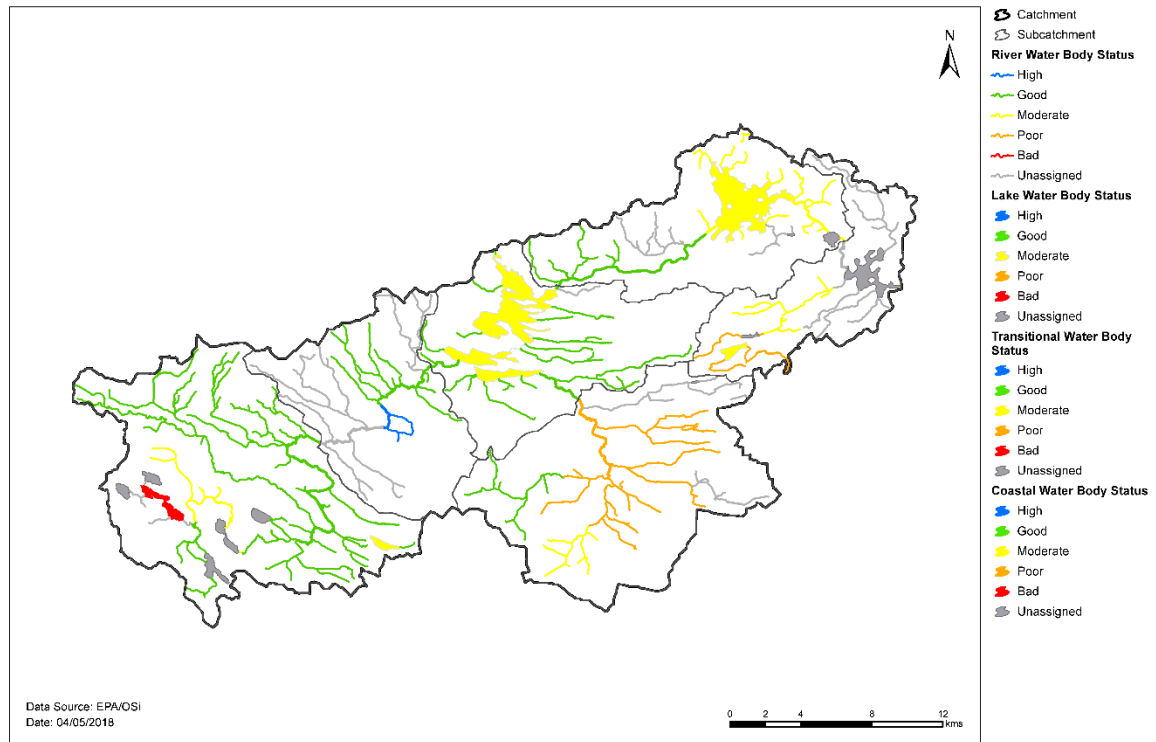 N
Data Source: EPA/OSi
Date: 04/05/2018
0 2 4 8 12
kms
Catchment
Subcatchment
River Water Body Status
High
Good
Moderate
Poor
Bad
Unassigned
Lake Water Body Status
High
Good
Moderate
Poor
Bad
Unassigned
Transitional Water Body
Status
High
Good
Moderate
Poor
Bad
Unassigned
Coastal Water Body Status
High
Good
Moderate
Poor
Bad
Unassigned